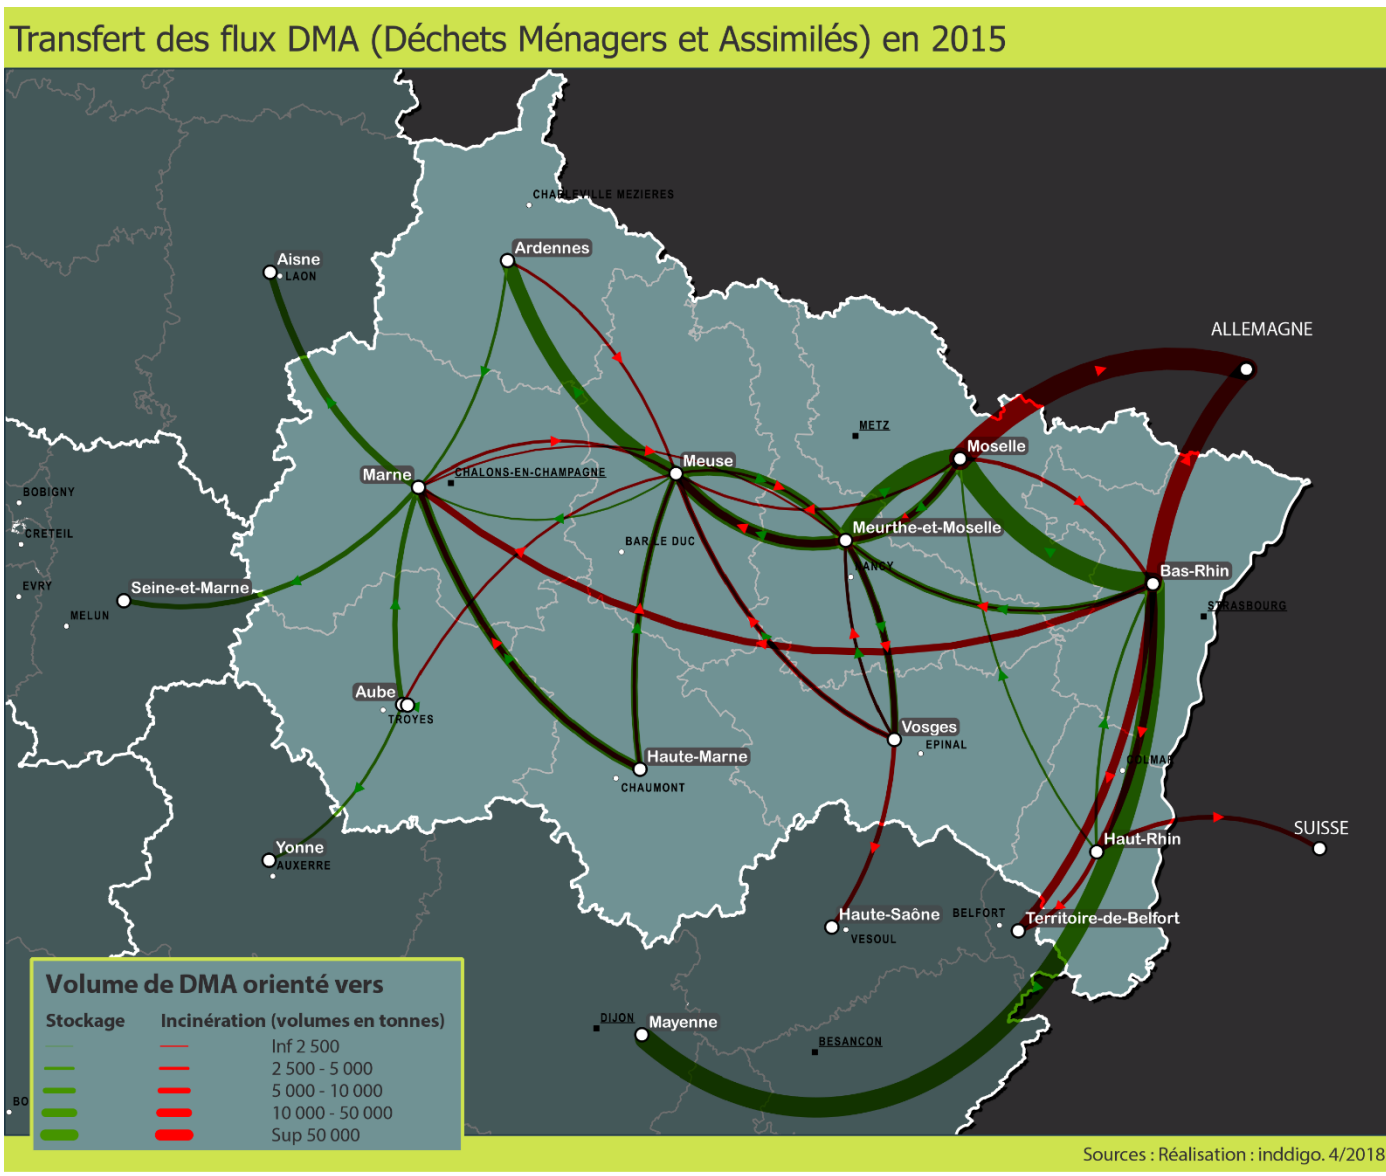 Transfert des flux DMA (Déchets Ménagers et Assimilés) en 2015
CHARLEVILLE MEZIERES
Ardennes
Aisne
LAON
ALLEMAGNE
METZ
Moselle
Meuse
Marne
CHALONS-EN-CHAMPAGNE
BOBIGNY
CRETEIL
Meurthe-et-Moselle
BAR LE DUC
NANCY
Bas-Rhin
EVRY
Seine-et-Marne
MELUN
STRASBOURG
Aube
TROYES
Vosges
EPINAL
Haute-Marne
CHAUMONT
COLMAR
SUISSE
Haut-Rhin
Yonne
AUXERRE
Haute-Saône
VESOUL
BELFORT
Territoire-de-Belfort
DIJON
Mayenne
BESANCON
Volume de DMA orienté vers
Stockage Incinération (volumes en tonnes)
Inf 2 500
2 500 - 5 000
5 000 - 10 000
10 000 - 50 000
Sup 50 000
BO
Sources : Réalisation : inddigo. 4/2018